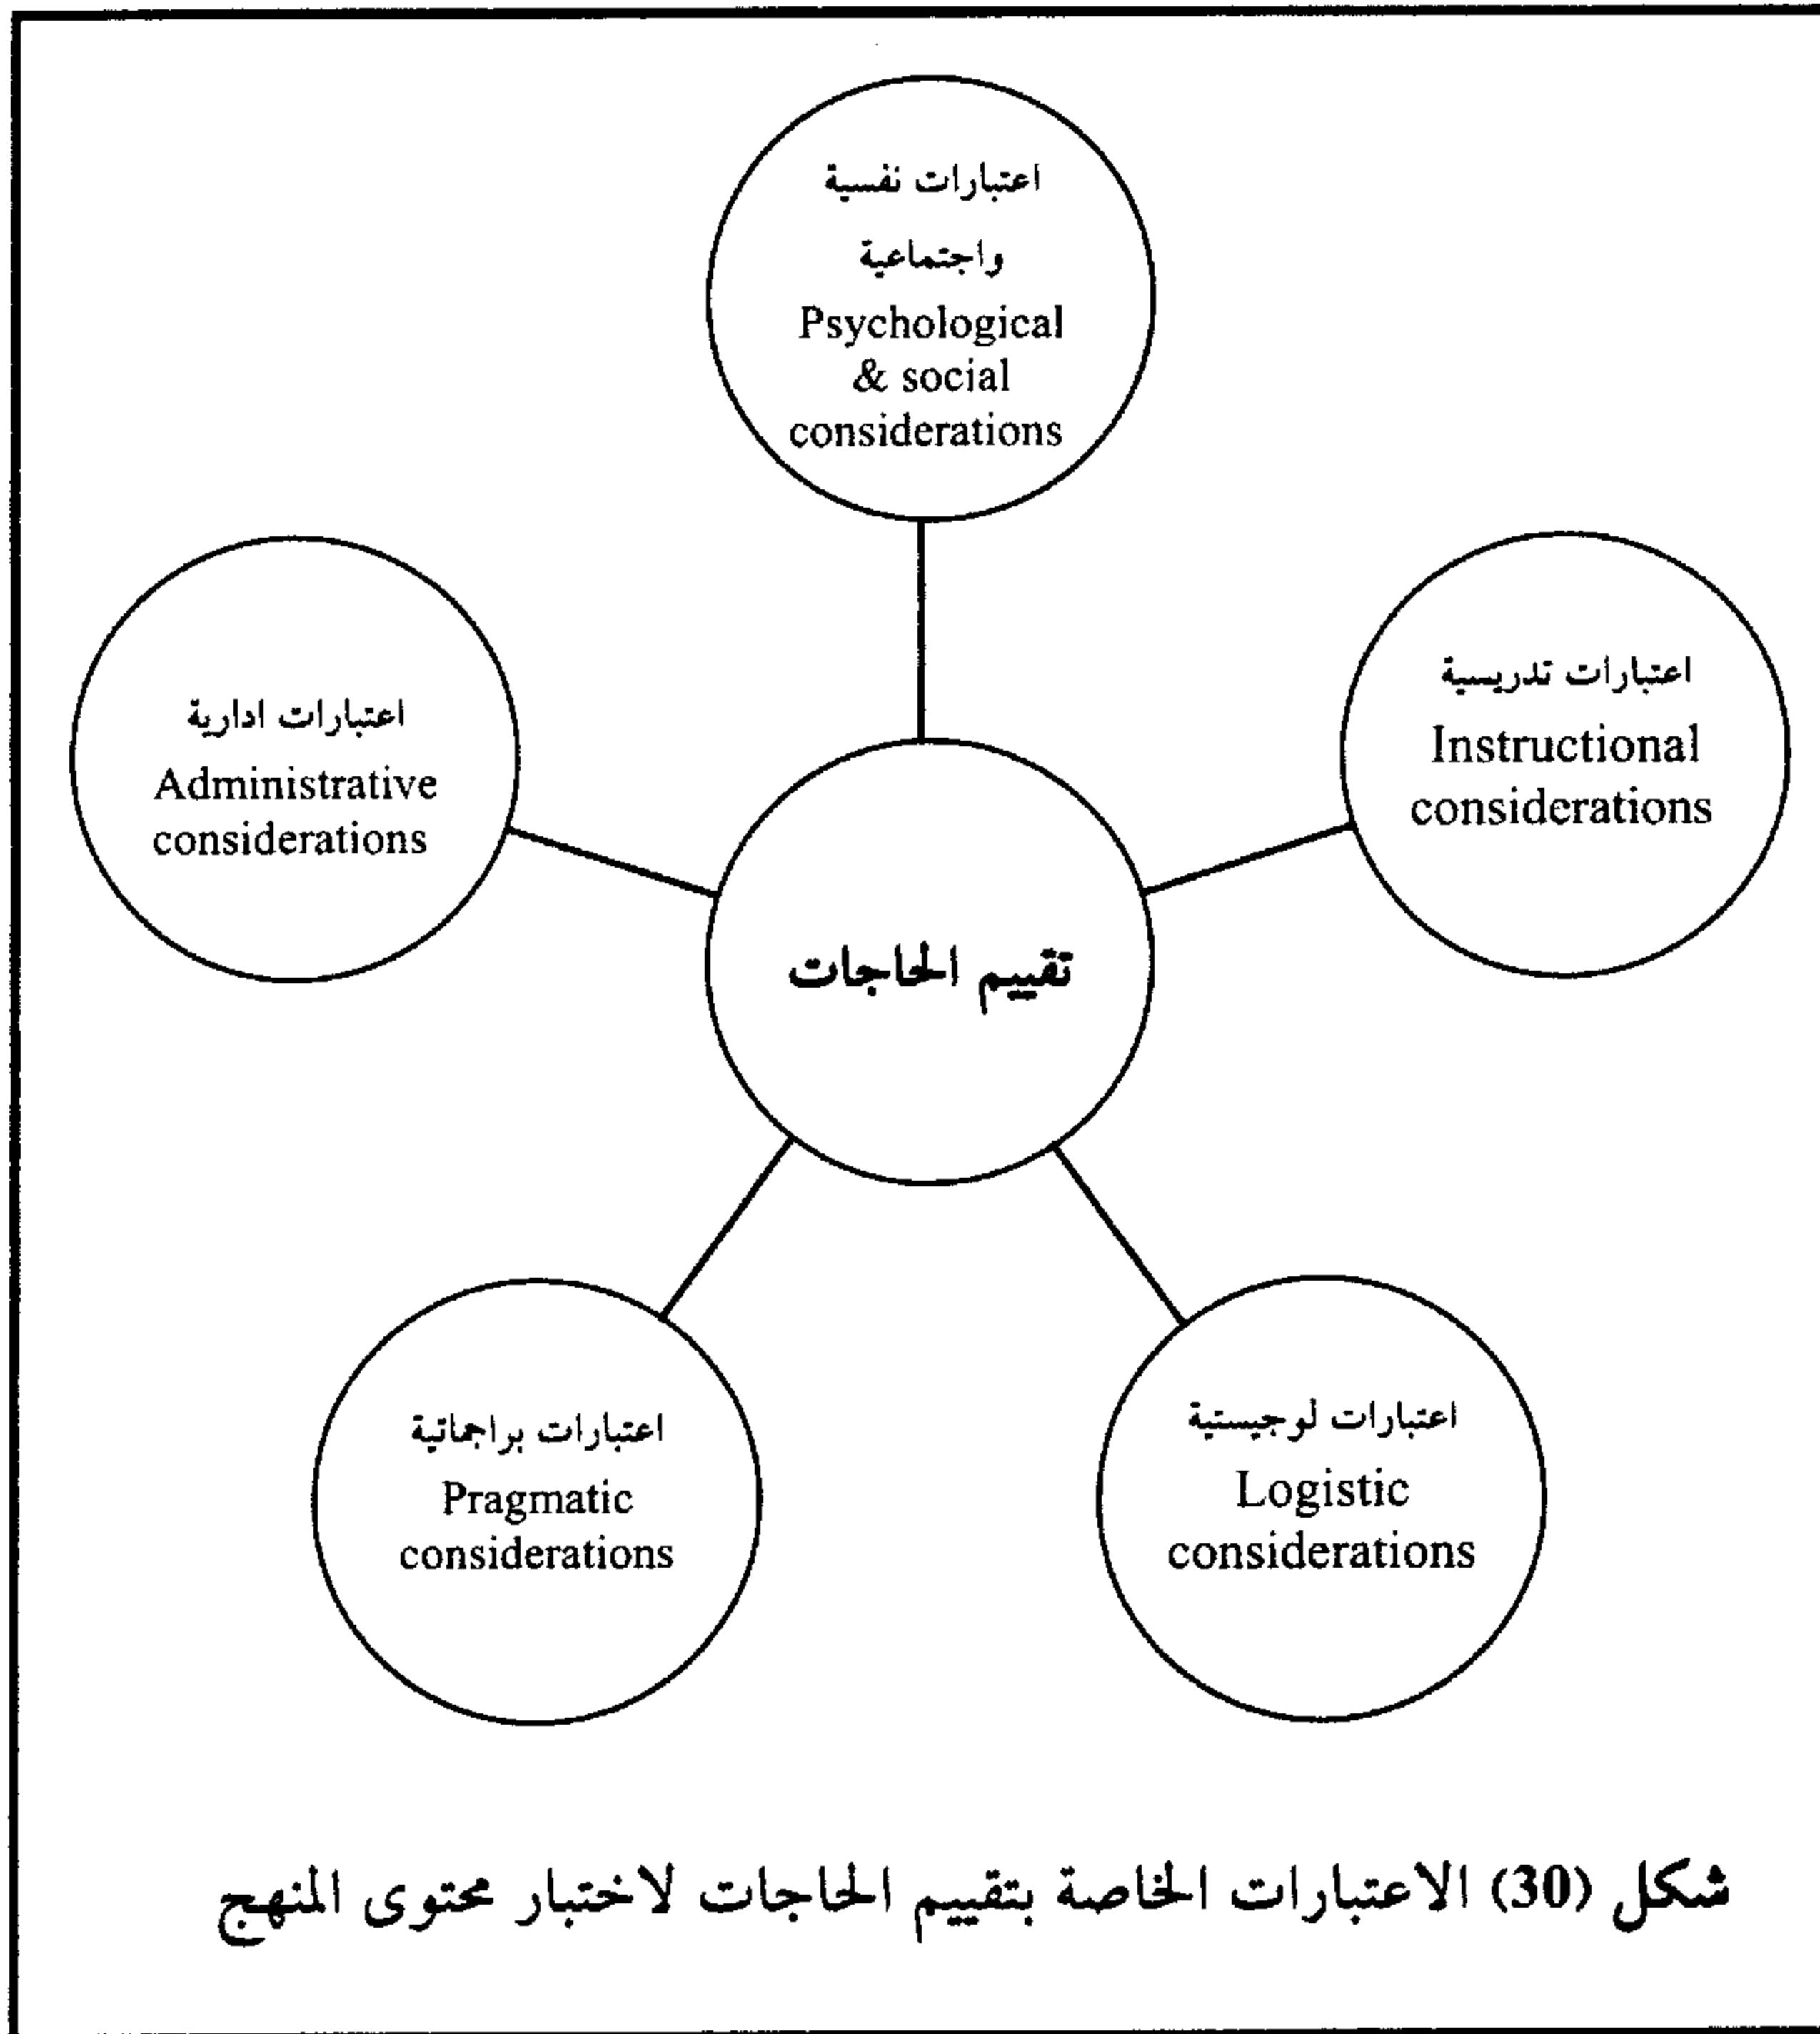 اعتبارات نفسية
واجتماعية
Psychological
& social
considerations
اعتبارات تدريسية
Instructional
considerations
اعتبارات ادارية
Administrative
considerations
تقييم الحاجات
اعتبارات لوجيستية
Logistic
considerations
اعتبارات براجماتية
Pragmatic
considerations
شكل (30) الاعتبارات الخاصة بتقييم الحاجات لاختبار محتوى المنهج